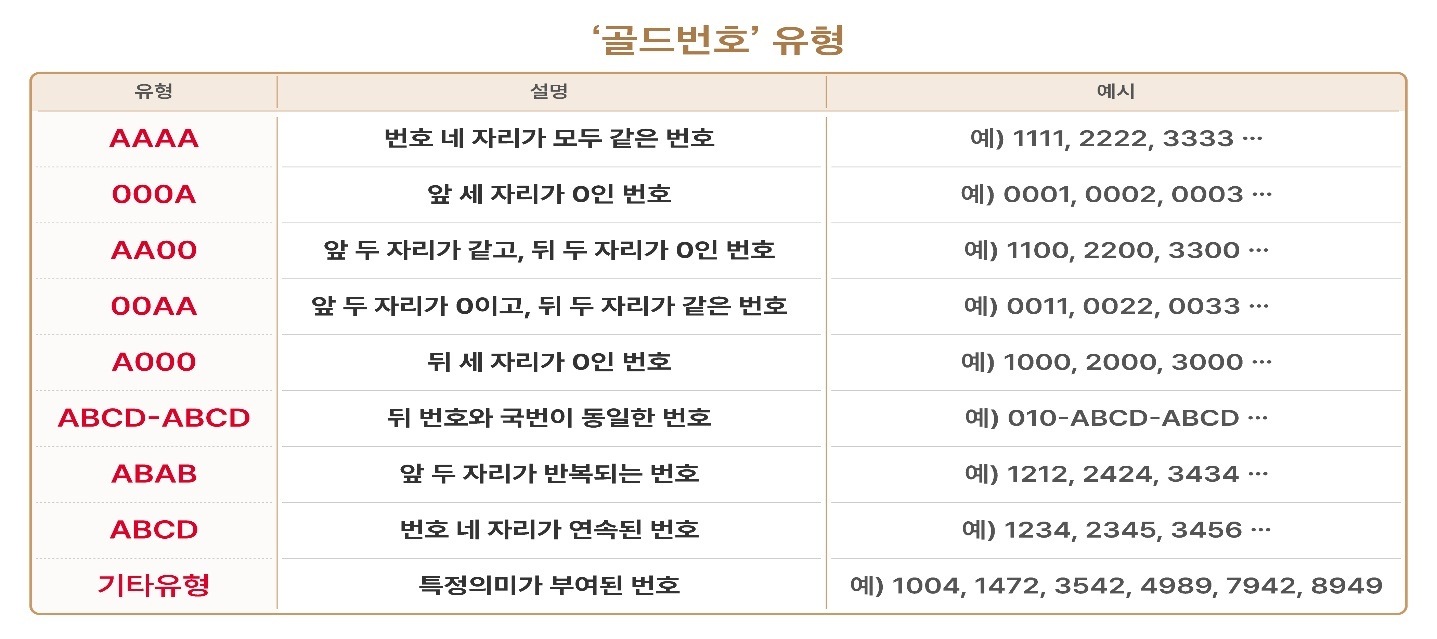 ‘골드번호’ 유형
유형 설명 예시
AAAA 번호 네 자리가 모두 같은 번호 예) 1111, 2222, 3333 ···
000A 앞 세 자리가 0인 번호 예) 0001, 0002, 0003 ···
AA00 앞 두 자리가 같고, 뒤 두 자리가 0인 번호 예) 1100, 2200, 3300 ···
00AA 앞 두 자리가 0이고, 뒤 두 자리가 같은 번호 예) 0011, 0022, 0033 ···
A000 뒤 세 자리가 0인 번호 예) 1000, 2000, 3000 ···
ABCD-ABCD 뒤 번호와 국번이 동일한 번호 예) 010-ABCD-ABCD ···
ABAB 앞 두 자리가 반복되는 번호 예) 1212, 2424, 3434 ···
ABCD 번호 네 자리가 연속된 번호 예) 1234, 2345, 3456 ···
기타유형 특정의미가 부여된 번호 예) 1004, 1472, 3542, 4989, 7942, 8949